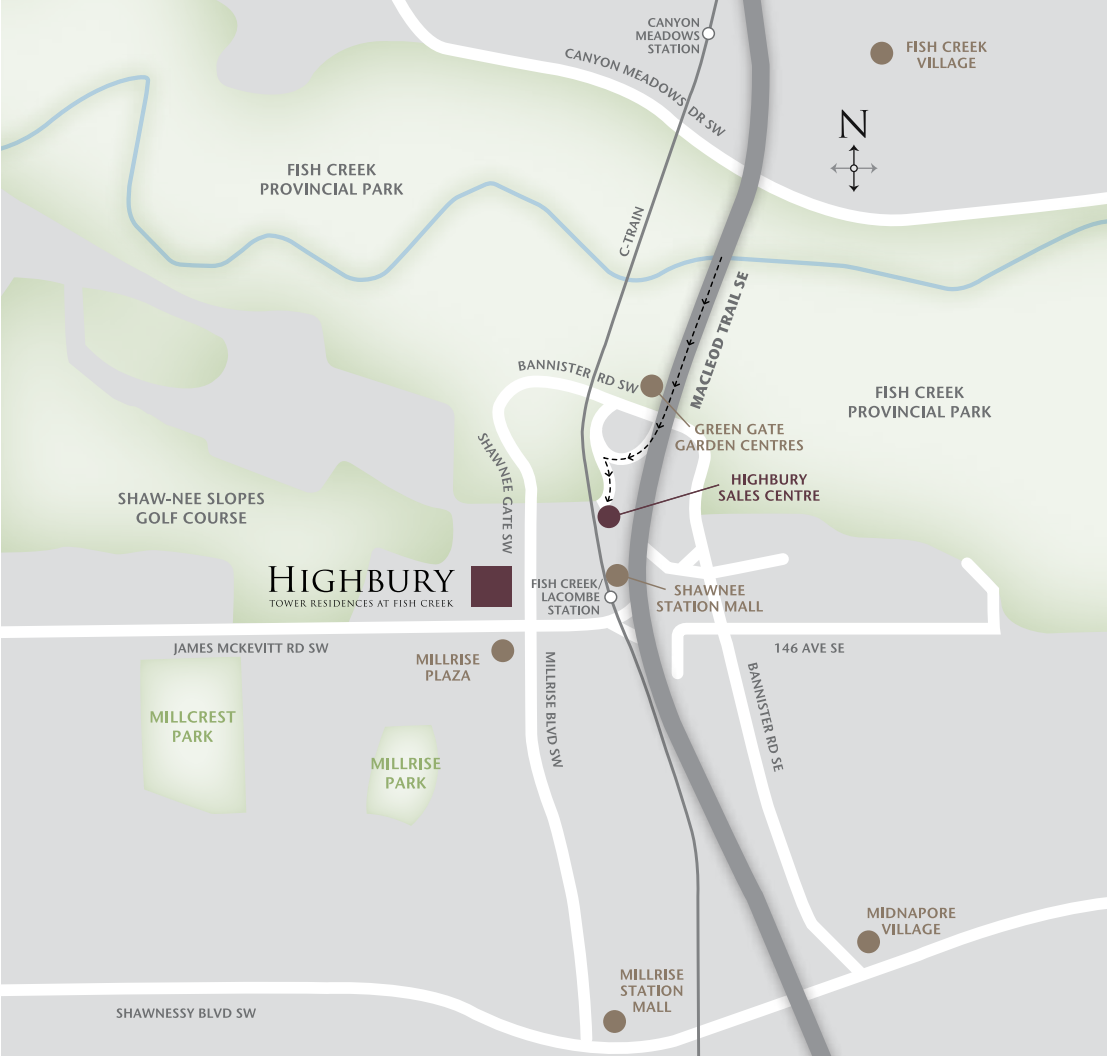 CANYON
MEADOWS
STATION
FISH CREEK
VILLAGE
CANYON MEADOWS DR SW
N
FISH CREEK
PROVINCIAL PARK
C-TRAIN
MACLEOD TRAIL SE
BANNISTER RD SW
FISH CREEK
PROVINCIAL PARK
GREEN GATE
GARDEN CENTRES
SHAWNEE GATE SW
HIGHBURY
SALES CENTRE
SHAW-NEE SLOPES
GOLF COURSE
HIGHBURY
TOWER RESIDENCES AT FISH CREEK
FISH CREEK/
LACOMBE
STATION
SHAWNEE
STATION MALL
JAMES MCKEVITT RD SW
146 AVE SE
MILLRISE
PLAZA
MILLRISE BLVD SW
BANNISTER RD SE
MILLCREST
PARK
MILLRISE
PARK
MIDNAPORE
VILLAGE
MILLRISE
STATION
MALL
SHAWNESSY BLVD SW